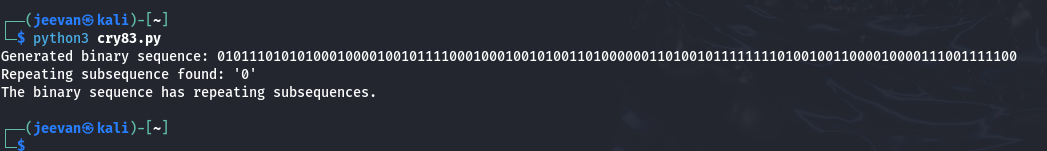 ┌──(jeevan㉿kali)-[~]
└─$ python3 cry83.py
Generated binary sequence: 0101110101010001000010010111100010001001010011010000001101001011111111010010011000010000111001111100
Repeating subsequence found: '0'
The binary sequence has repeating subsequences.
┌──(jeevan㉿kali)-[~]
└─$